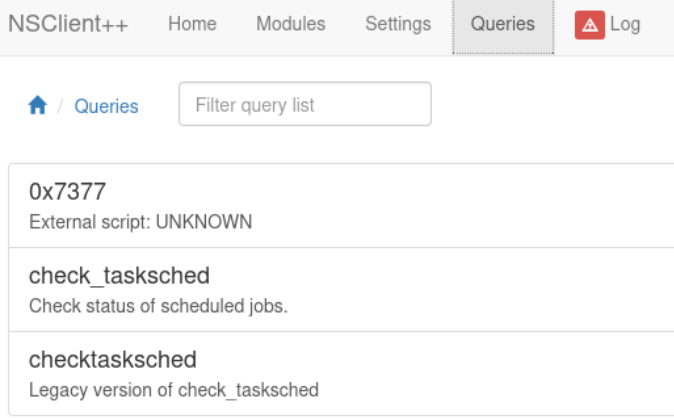 NSClient++ Home Modules Settings Queries Log
/ Queries Filter query list
0x7377
External script: UNKNOWN
check_tasksched
Check status of scheduled jobs.
checktasksched
Legacy version of check_tasksched